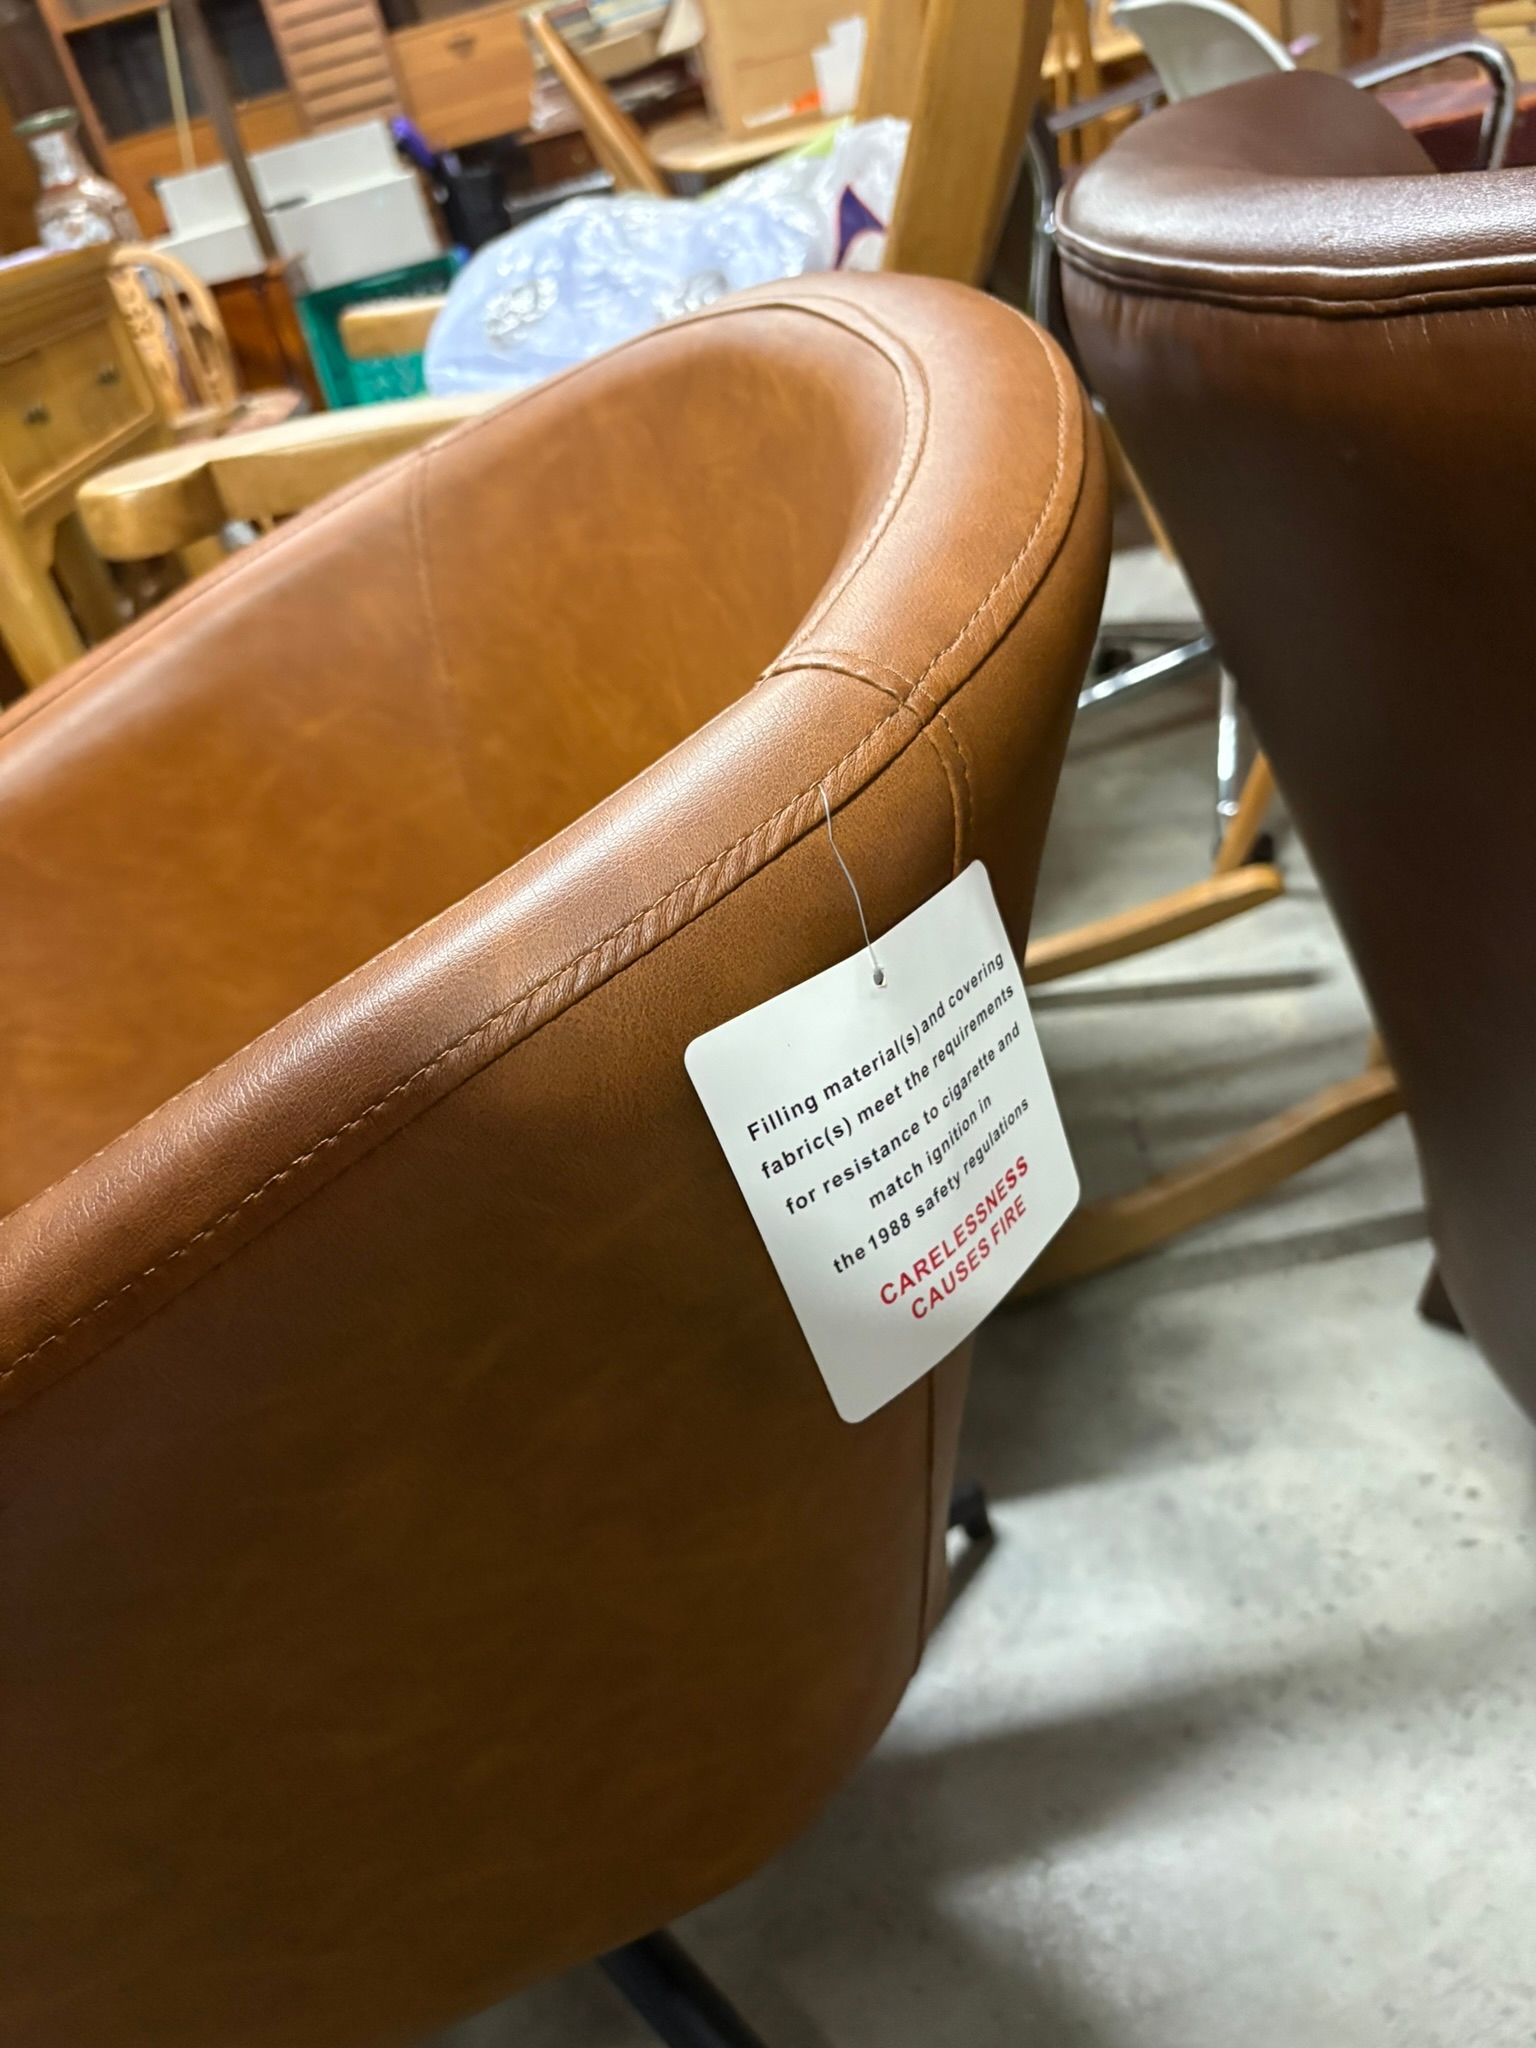 Filling material(s)and covering
fabric(s) meet the requirements
for resistance to cigarette and
match ignition in
the 1988 safety regulations
CARELESSNESS
CAUSES FIRE